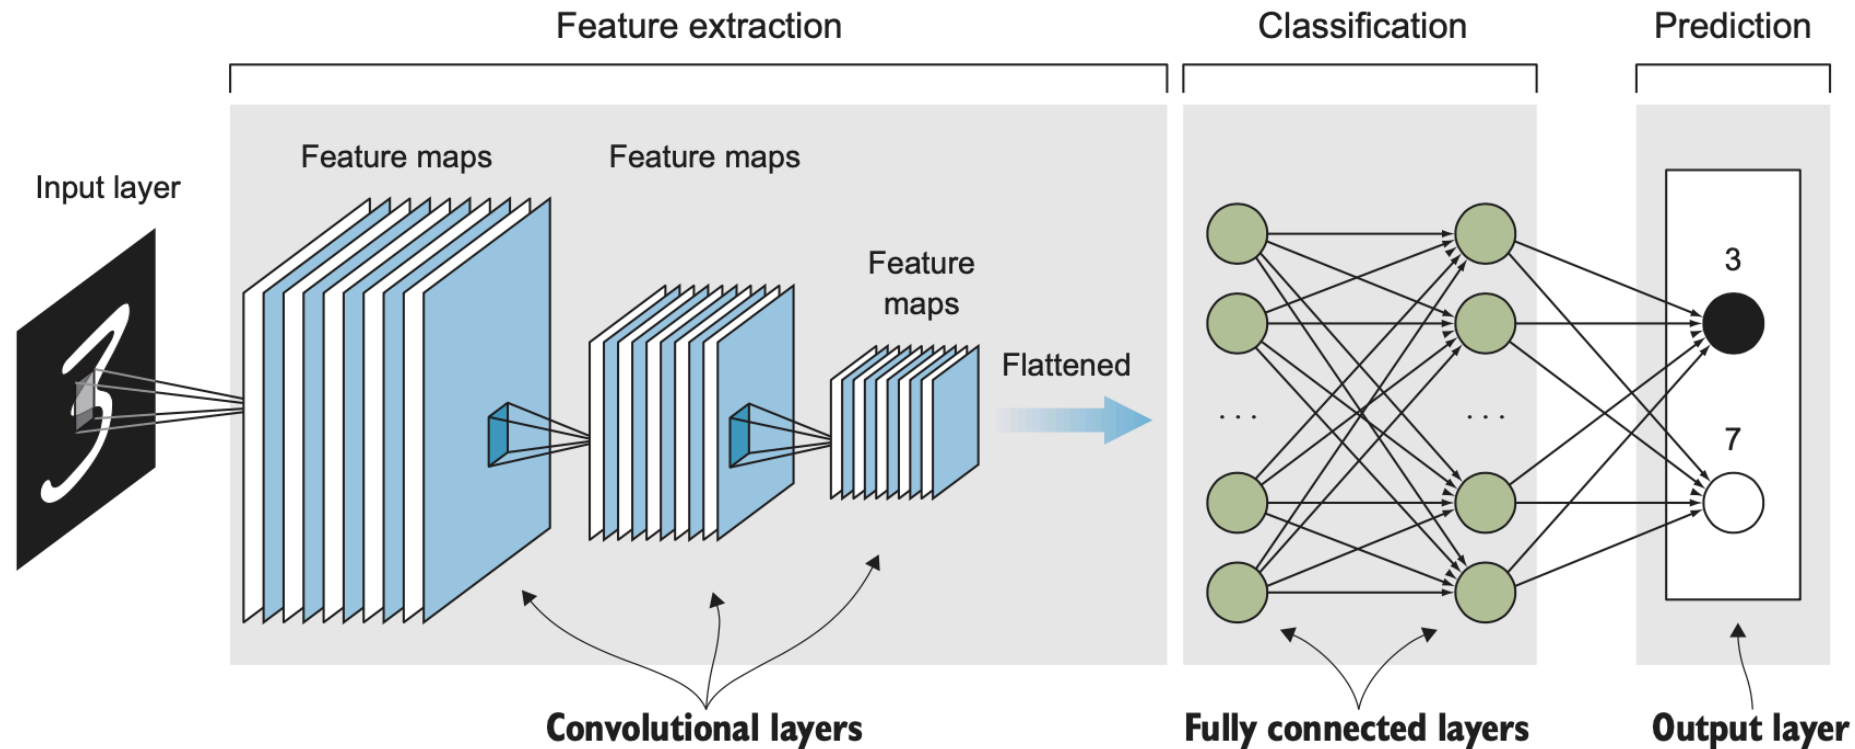 Feature extraction
Classification
Prediction
Input layer
Feature maps
Feature maps
Feature
maps
Flattened
. . .
. . .
3
7
Convolutional layers
Fully connected layers
Output layer